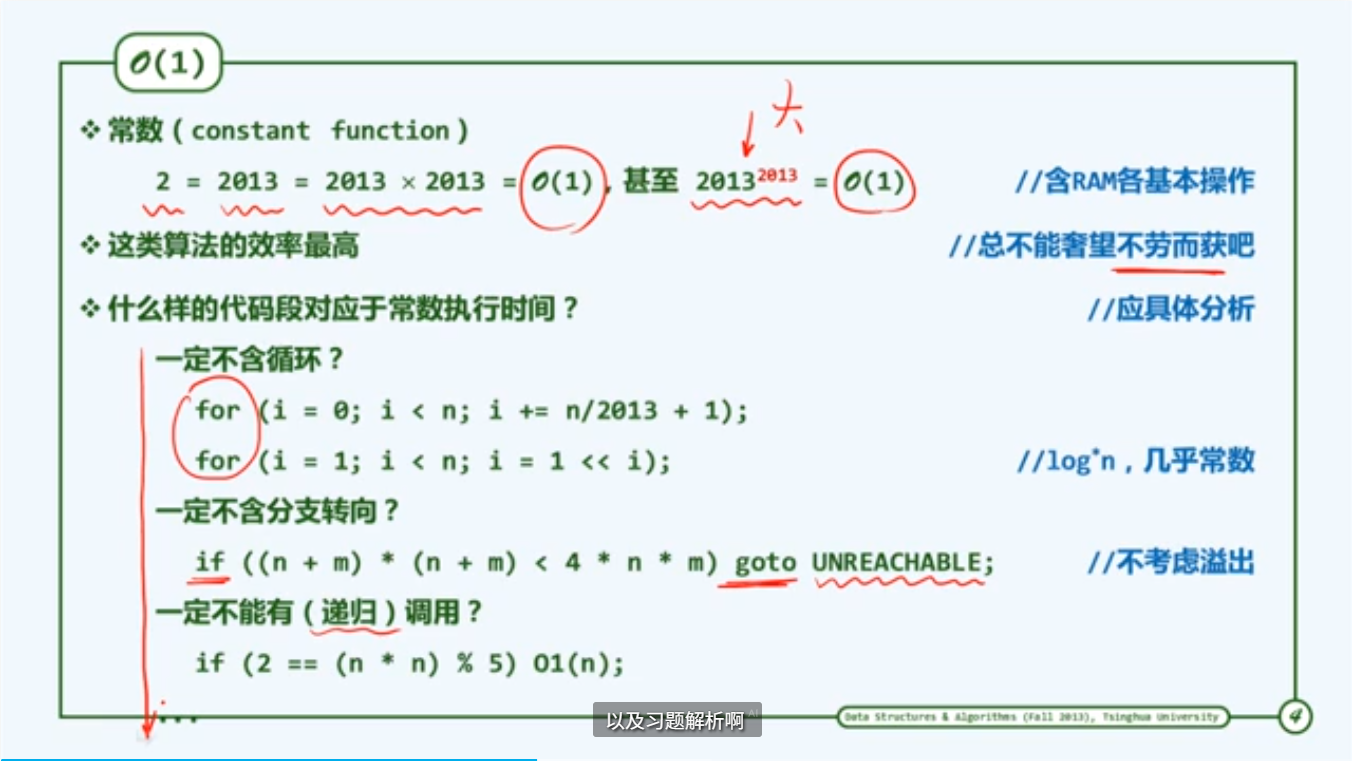 O(1)
❖ 常数(constant function)
大
2 = 2013 = 2013 × 2013 = O(1),甚至 2013^2013 = O(1) //含RAM各基本操作
❖ 这类算法的效率最高 //总不能奢望不劳而获吧
❖ 什么样的代码段对应于常数执行时间? //应具体分析
一定不含循环?
for (i = 0; i < n; i += n/2013 + 1);
for (i = 1; i < n; i = 1 << i); //log*n,几乎常数
一定不含分支转向?
if ((n + m) * (n + m) < 4 * n * m) goto UNREACHABLE; //不考虑溢出
一定不能有(递归)调用?
if (2 == (n * n) % 5) O1(n);
...
以及习题解析啊
Data Structures & Algorithms (Fall 2013), Tsinghua University
4